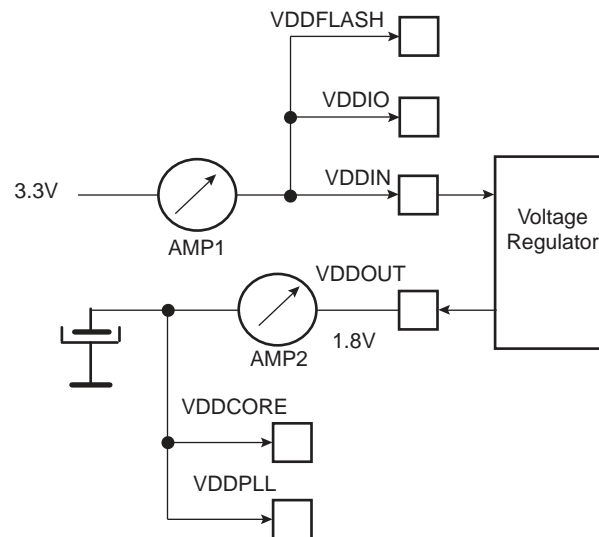 VDDFLASH
VDDIO
3.3V
VDDIN
AMP1
Voltage
Regulator
VDDOUT
AMP2
1.8V
VDDCORE
VDDPLL